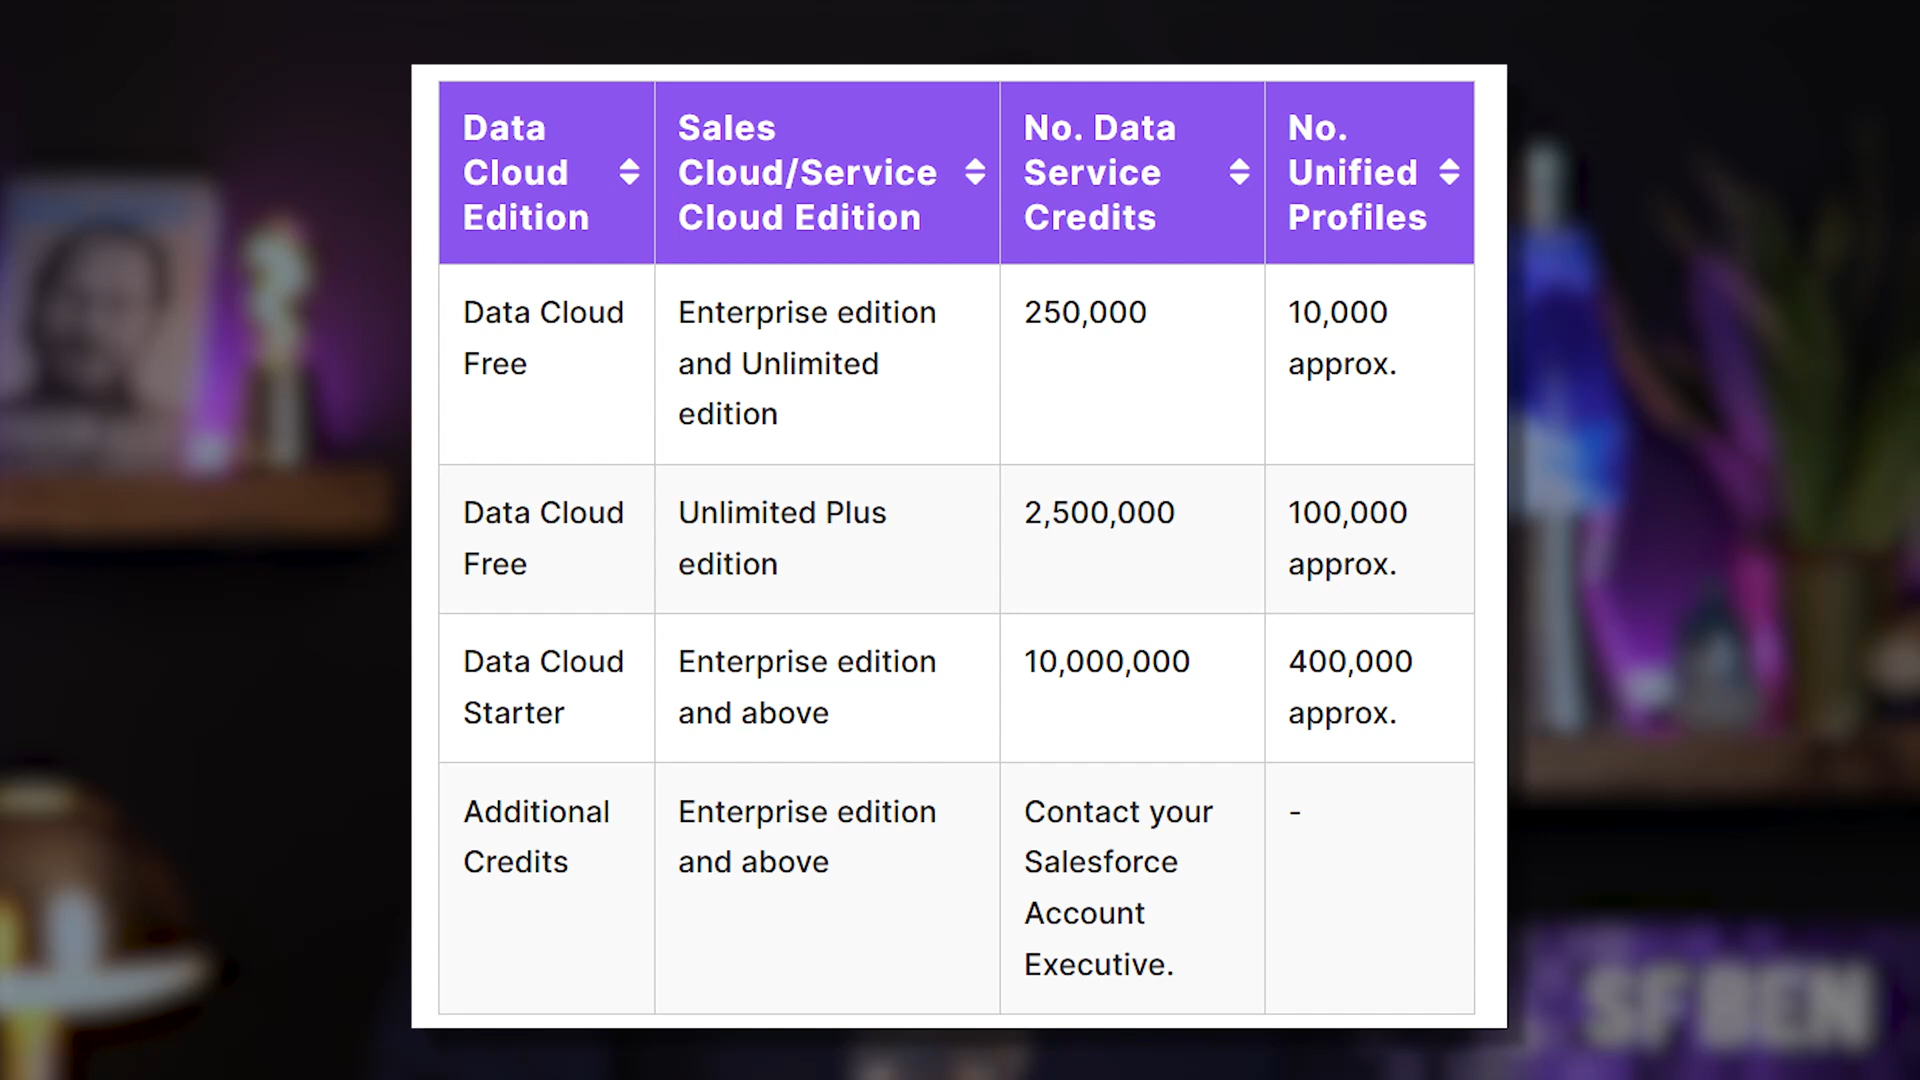 Data
Cloud
Edition
Sales
Cloud/Service
Cloud Edition
No. Data
Service
Credits
No.
Unified
Profiles
Data Cloud
Free
Enterprise edition
and Unlimited
edition
250,000
10,000
approx.
Data Cloud
Free
Unlimited Plus
edition
2,500,000
100,000
approx.
Data Cloud
Starter
Enterprise edition
and above
10,000,000
400,000
approx.
Additional
Credits
Enterprise edition
and above
Contact your
Salesforce
Account
Executive.
-
SFBEN